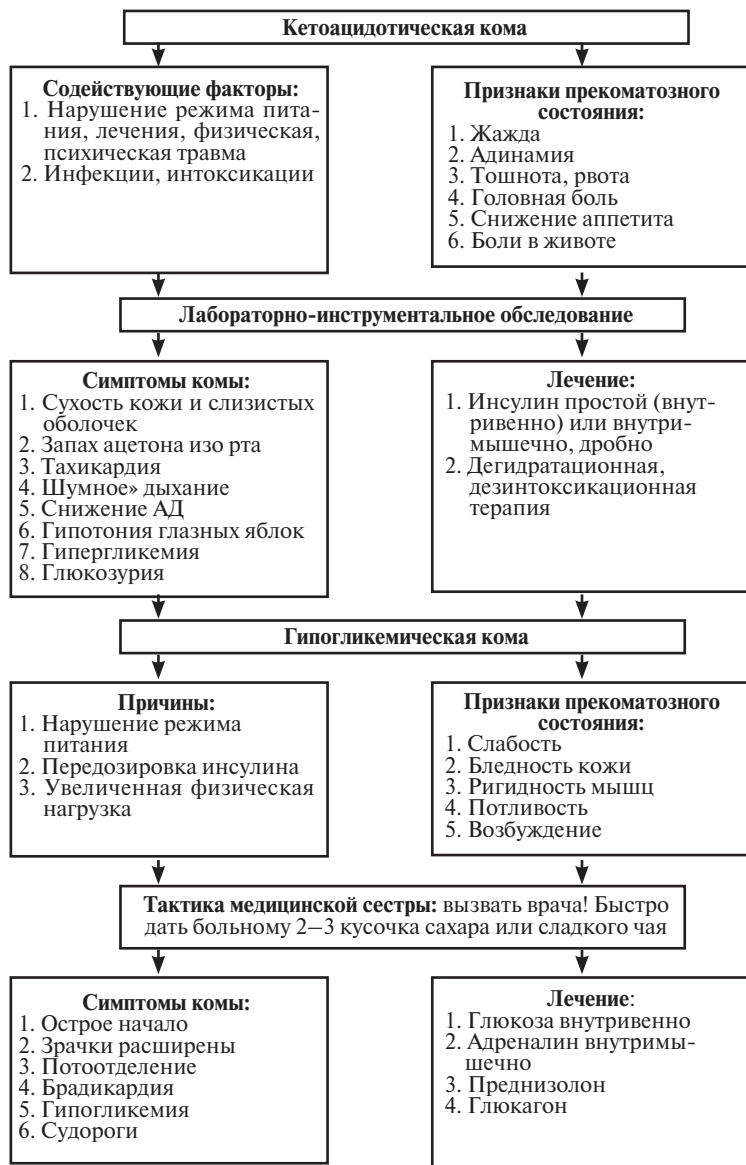 Кетоацидотическая кома
Содействующие факторы:
1. Нарушение режима пита-
ния, лечения, физическая,
психическая травма
2. Инфекции, интоксикации
Признаки прекоматозного
состояния:
1. Жажда
2. Адинамия
3. Тошнота, рвота
4. Головная боль
5. Снижение аппетита
6. Боли в животе
Лабораторно-инструментальное обследование
Симптомы комы:
1. Сухость кожи и слизистых
оболочек
2. Запах ацетона изо рта
3. Тахикардия
4. Шумное» дыхание
5. Снижение АД
6. Гипотония глазных яблок
7. Гипергликемия
8. Глюкозурия
Лечение:
1. Инсулин простой (внут-
ривенно) или внутри-
мышечно, дробно
2. Дегидратационная,
дезинтоксикационная
терапия
Гипогликемическая кома
Причины:
1. Нарушение режима
питания
2. Передозировка инсулина
3. Увеличенная физическая
нагрузка
Признаки прекоматозного
состояния:
1. Слабость
2. Бледность кожи
3. Ригидность мышц
4. Потливость
5. Возбуждение
Тактика медицинской сестры: вызвать врача! Быстро
дать больному 2–3 кусочка сахара или сладкого чая
Симптомы комы:
1. Острое начало
2. Зрачки расширены
3. Потоотделение
4. Брадикардия
5. Гипогликемия
6. Судороги
Лечение:
1. Глюкоза внутривенно
2. Адреналин внутримы-
шечно
3. Преднизолон
4. Глюкагон